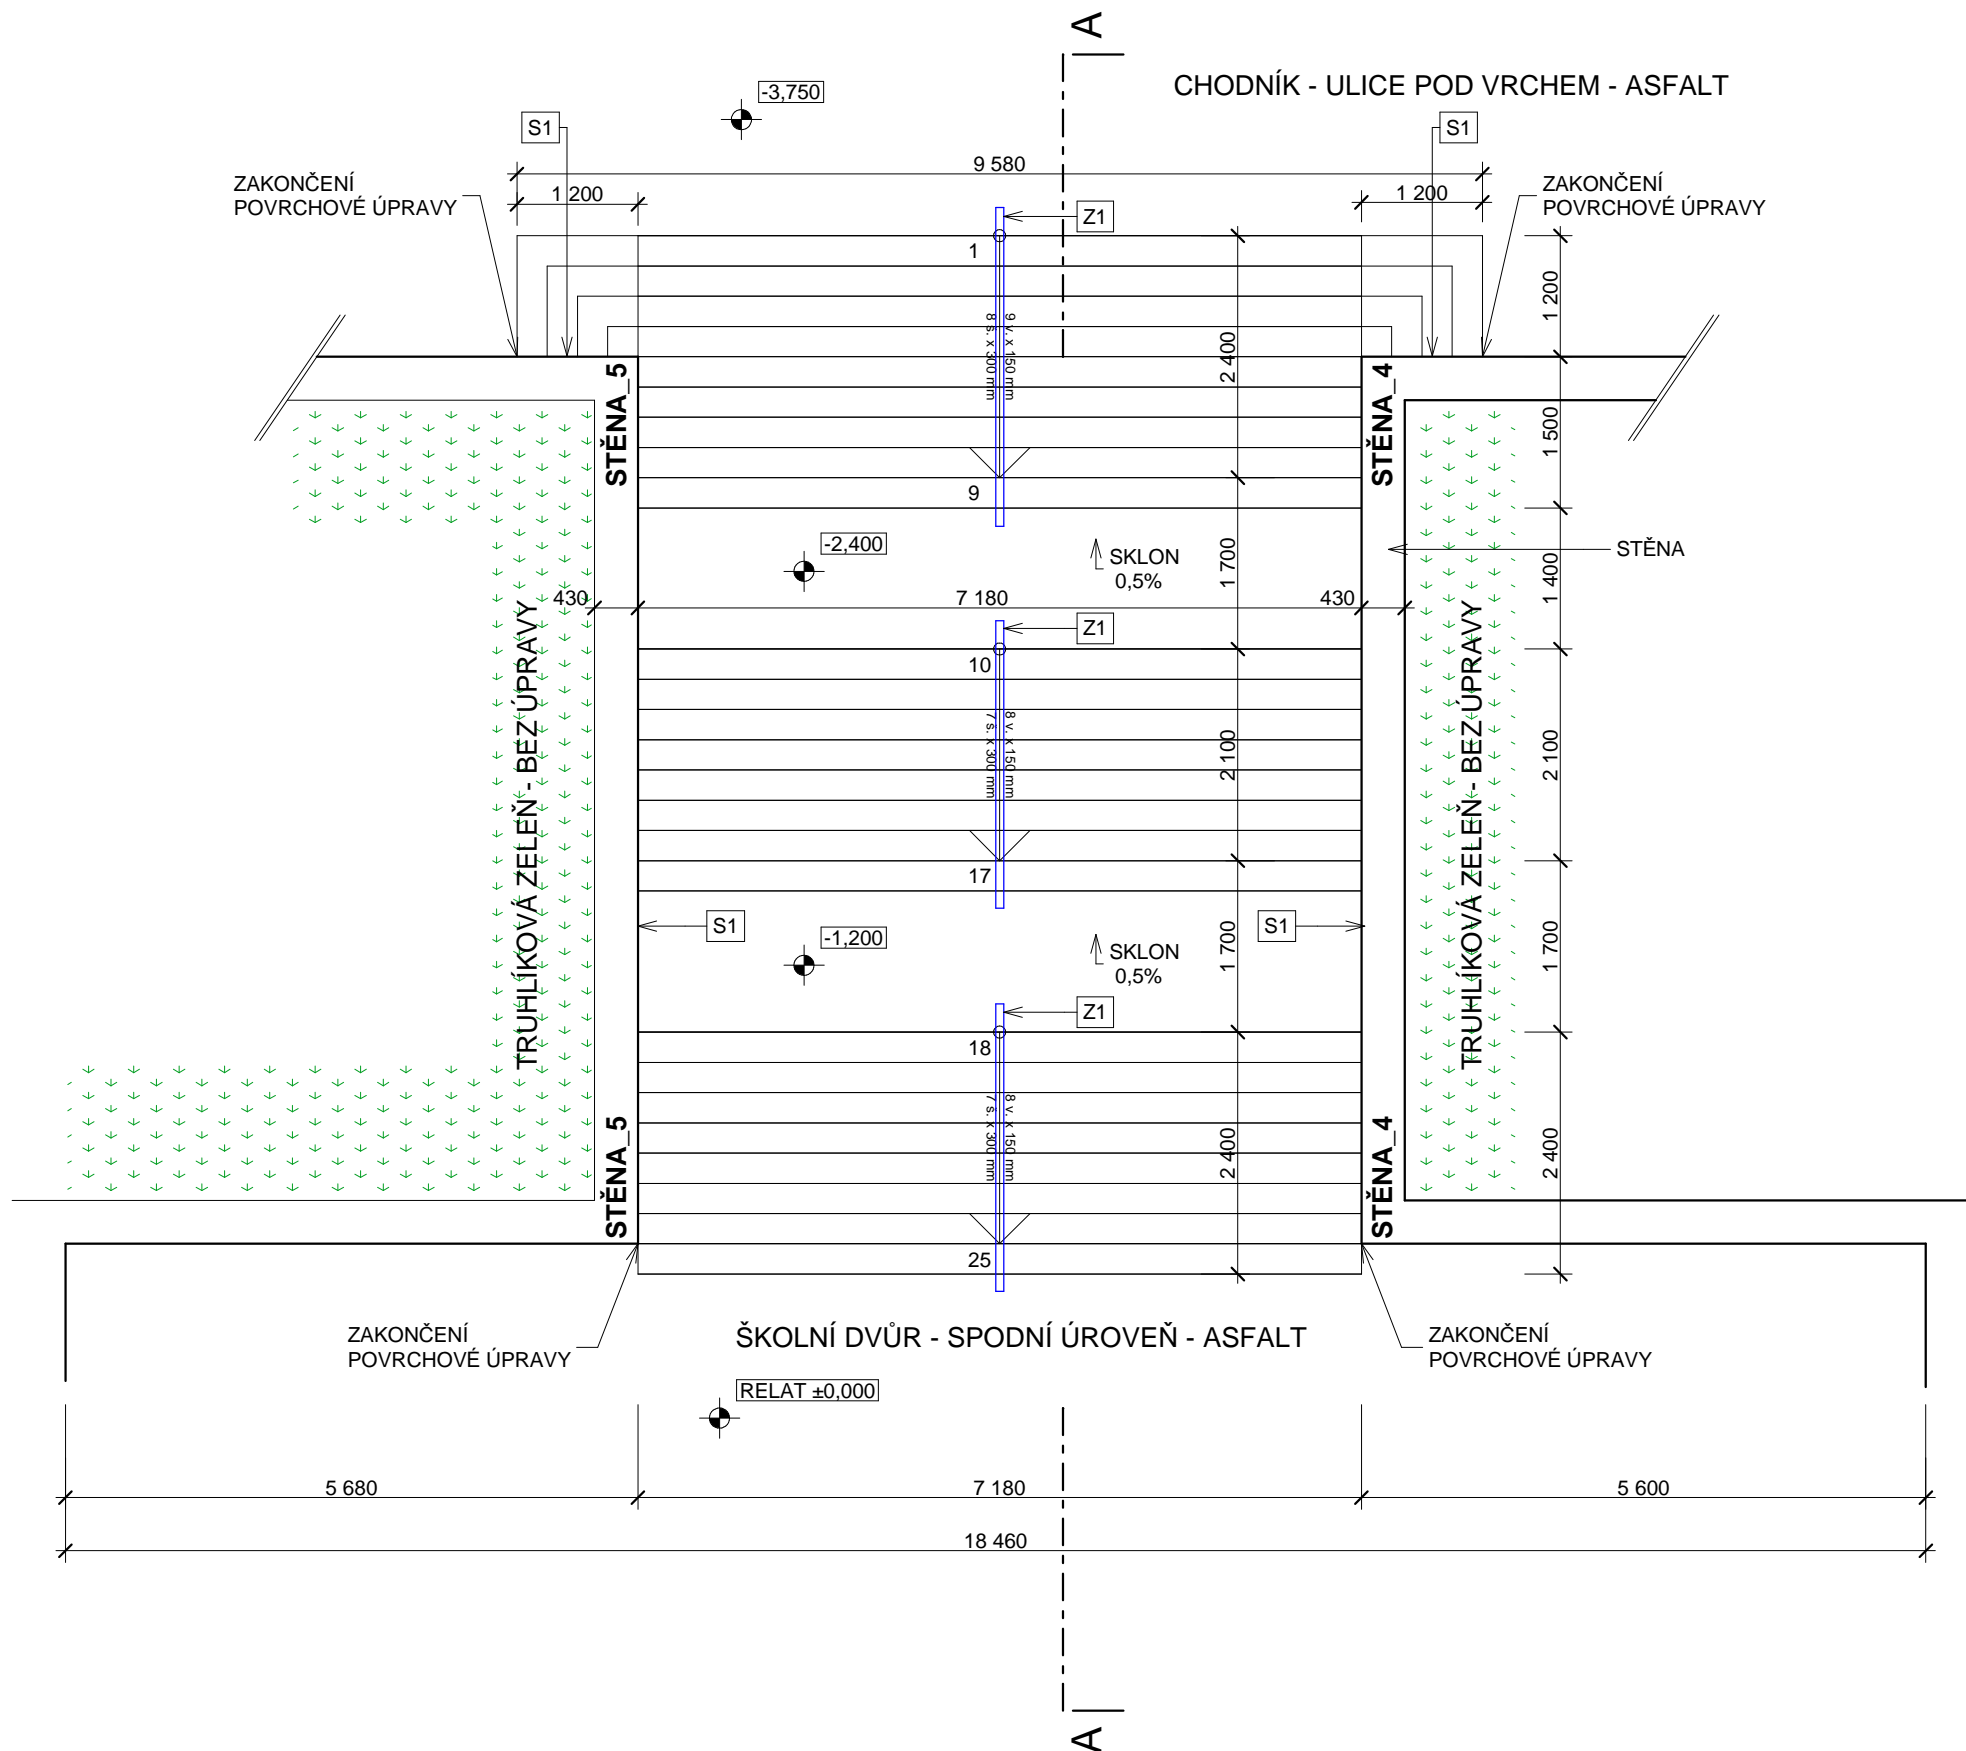 A
CHODNÍK - ULICE POD VRCHEM - ASFALT
-3,750
S1
S1
9 580
ZAKONČENÍ
POVRCHOVÉ ÚPRAVY
1 200
1 200
ZAKONČENÍ
POVRCHOVÉ ÚPRAVY
Z1
1
1 200
9 v. x 150 mm
8 š. x 300 mm
2 400
STĚNA_5
STĚNA_4
1 500
9
-2,400
SKLON
0,5%
1 700
1 400
STĚNA
430
7 180
430
Z1
10
TRUHLÍKOVÁ ZELEŇ - BEZ ÚPRAVY
TRUHLÍKOVÁ ZELEŇ - BEZ ÚPRAVY
8 v. x 150 mm
7 š. x 300 mm
2 100
2 100
17
S1
S1
-1,200
SKLON
0,5%
1 700
1 700
Z1
18
8 v. x 150 mm
7 š. x 300 mm
2 400
2 400
STĚNA_5
STĚNA_4
25
ZAKONČENÍ
POVRCHOVÉ ÚPRAVY
ŠKOLNÍ DVŮR - SPODNÍ ÚROVEŇ - ASFALT
ZAKONČENÍ
POVRCHOVÉ ÚPRAVY
RELAT ±0,000
5 680
7 180
5 600
18 460
A